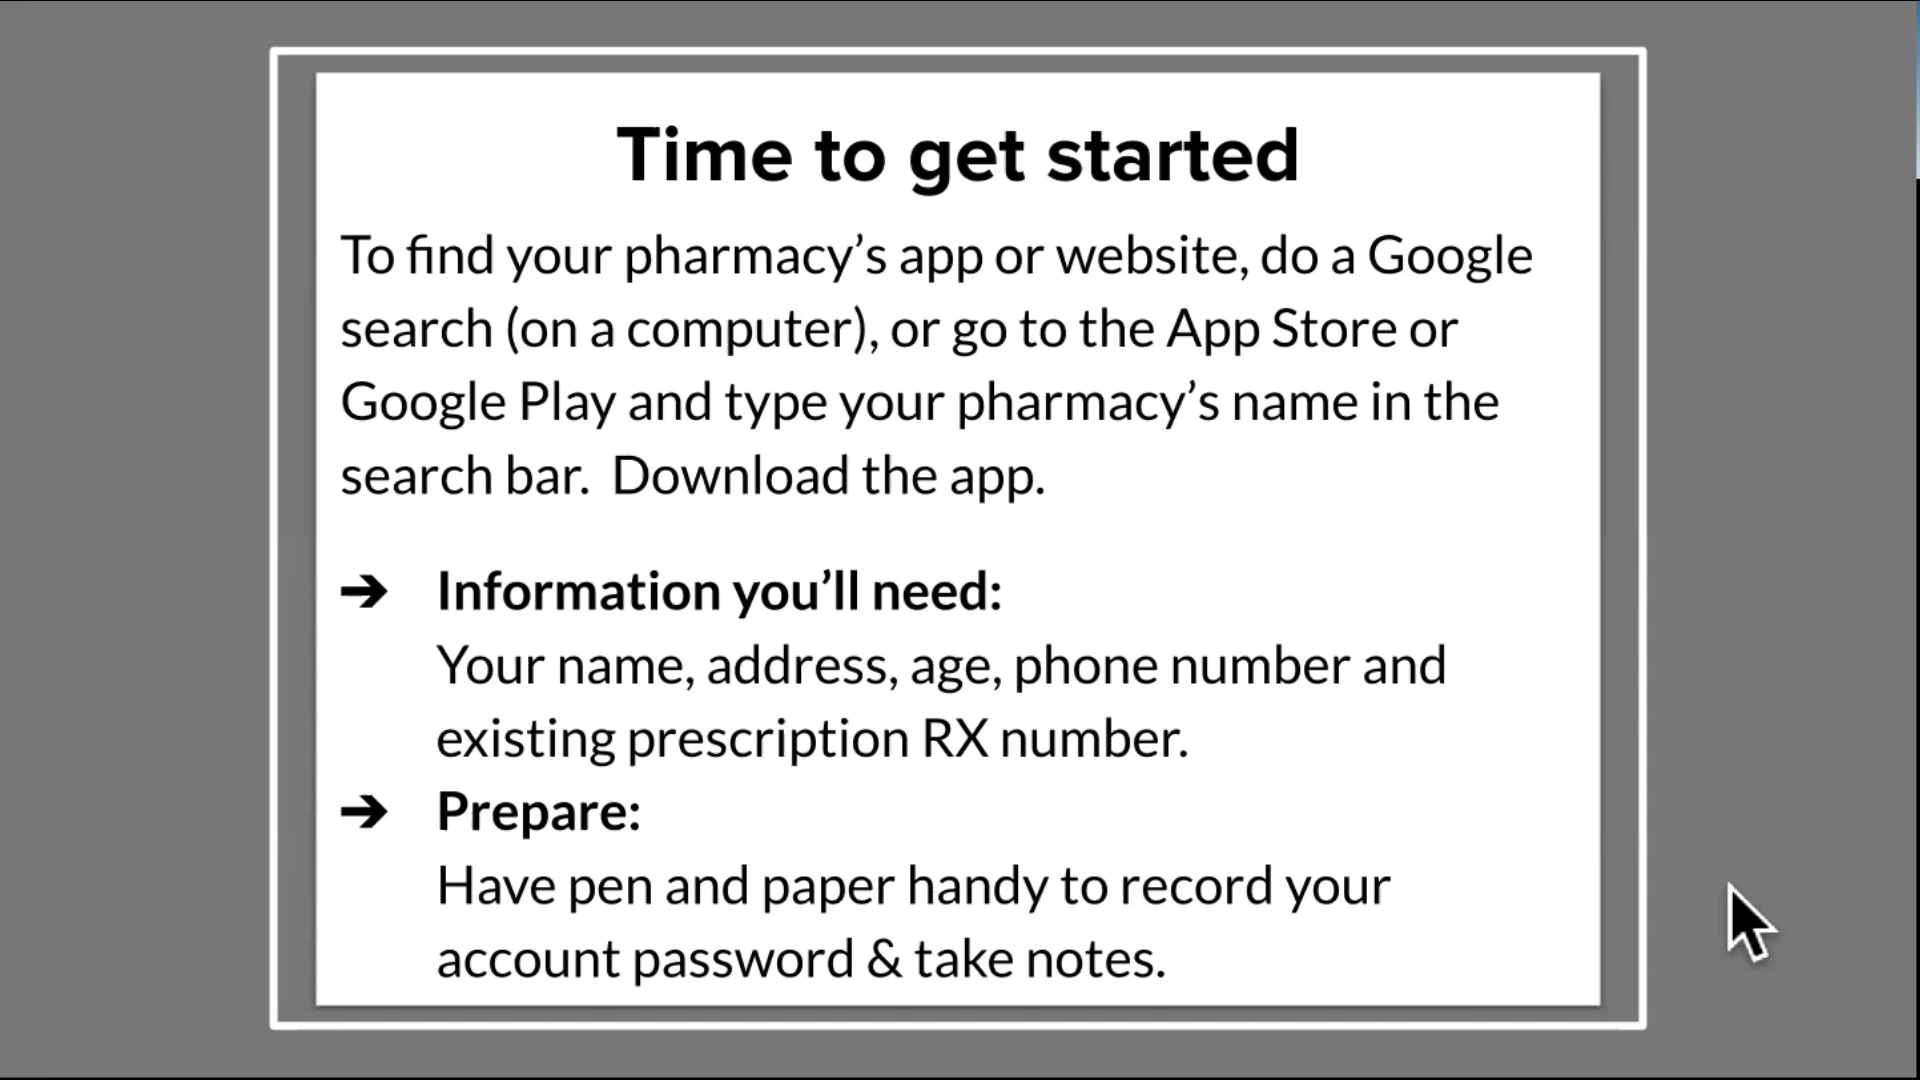 Time to get started
To find your pharmacy’s app or website, do a Google
search (on a computer), or go to the App Store or
Google Play and type your pharmacy’s name in the
search bar.  Download the app.
➔ Information you’ll need:
Your name, address, age, phone number and
existing prescription RX number.
➔ Prepare:
Have pen and paper handy to record your
account password & take notes.